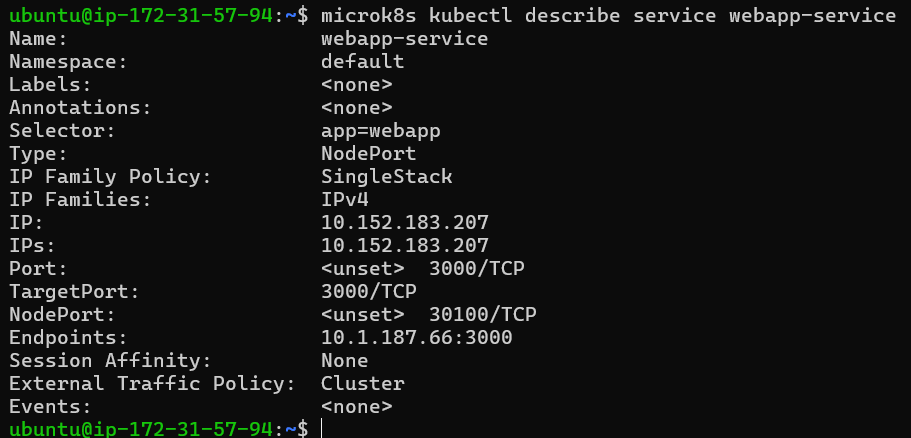 ubuntu@ip-172-31-57-94:~$ microk8s kubectl describe service webapp-service
Name:                     webapp-service
Namespace:                default
Labels:                   <none>
Annotations:              <none>
Selector:                 app=webapp
Type:                     NodePort
IP Family Policy:         SingleStack
IP Families:              IPv4
IP:                       10.152.183.207
IPs:                      10.152.183.207
Port:                     <unset>  3000/TCP
TargetPort:               3000/TCP
NodePort:                 <unset>  30100/TCP
Endpoints:                10.1.187.66:3000
Session Affinity:         None
External Traffic Policy:  Cluster
Events:                   <none>
ubuntu@ip-172-31-57-94:~$